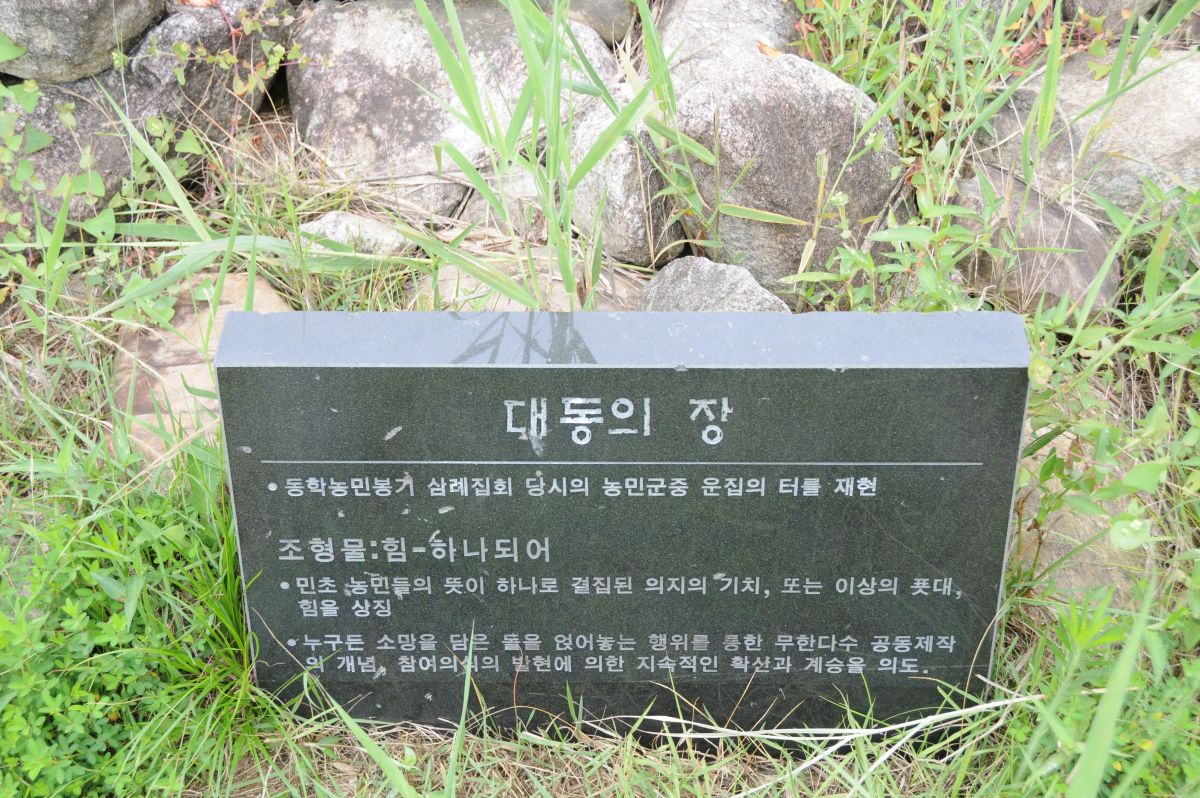 대동의 장
• 동학농민봉기 삼례집회 당시의 농민군중 운집의 터를 재현
조형물:힘-하나되어
• 민초 농민들의 뜻이 하나로 결집된 의지의 기치, 또는 이상의 푯대,
힘을 상징
• 누구든 소망을 담은 돌을 얹어놓는 행위를 통한 무한다수 공동제작
의 개념, 참여의식의 발현에 의한 지속적인 확산과 계승을 의도.